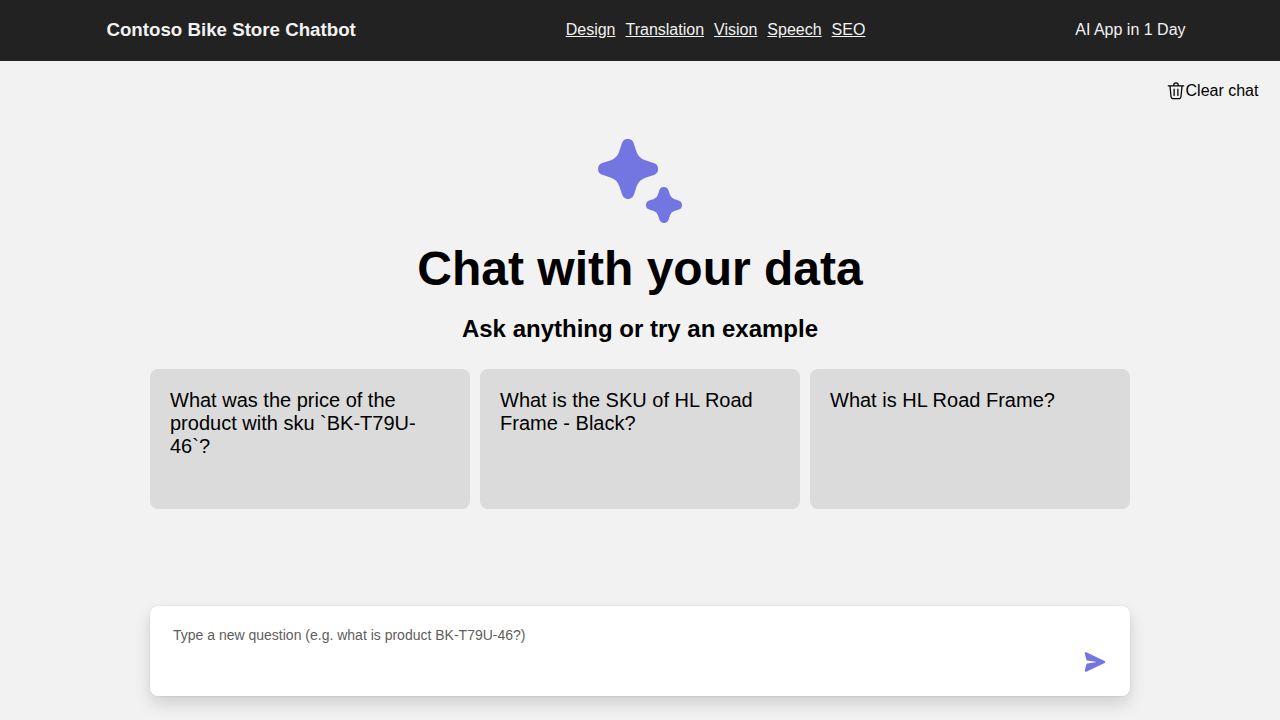 Contoso Bike Store Chatbot
Design Translation Vision Speech SEO
AI App in 1 Day
Clear chat
Chat with your data
Ask anything or try an example
What was the price of the
product with sku `BK-T79U-
46`?
What is the SKU of HL Road
Frame - Black?
What is HL Road Frame?
Type a new question (e.g. what is product BK-T79U-46?)